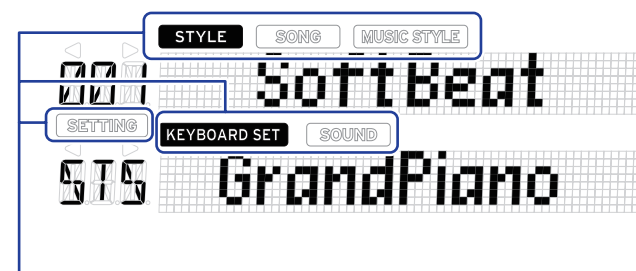 STYLE SONG MUSIC STYLE
001 SoftBeat
SETTING KEYBOARD SET SOUND
STS GrandPiano